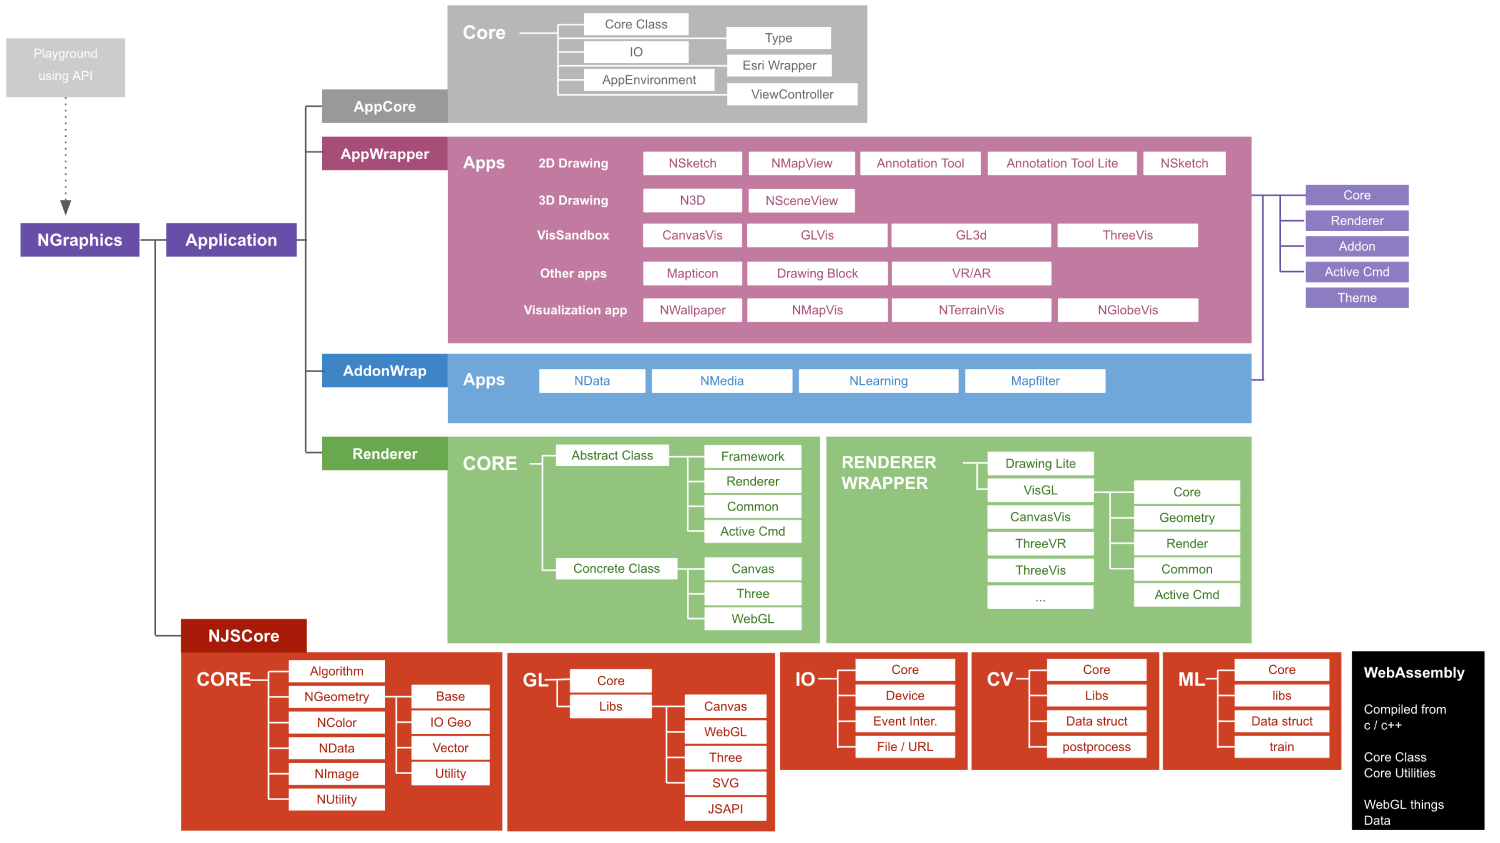 Playground
using API
NGraphics
Application
AppCore
Core
Core Class
Type
IO
Esri Wrapper
AppEnvironment
ViewController
AppWrapper
Apps
2D Drawing
NSketch
NMapView
Annotation Tool
Annotation Tool Lite
NSketch
3D Drawing
N3D
NSceneView
VisSandbox
CanvasVis
GLVis
GL3d
ThreeVis
Other apps
Mapticon
Drawing Block
VR/AR
Visualization app
NWallpaper
NMapVis
NTerrainVis
NGlobeVis
Core
Renderer
Addon
Active Cmd
Theme
AddonWrap
Apps
NData
NMedia
NLearning
Mapfilter
Renderer
CORE
Abstract Class
Framework
Renderer
Common
Active Cmd
Concrete Class
Canvas
Three
WebGL
RENDERER
WRAPPER
Drawing Lite
VisGL
CanvasVis
ThreeVR
ThreeVis
...
Core
Geometry
Render
Common
Active Cmd
NJSCore
CORE
Algorithm
NGeometry
NColor
NData
NImage
NUtility
Base
IO Geo
Vector
Utility
GL
Core
Libs
Canvas
WebGL
Three
SVG
JSAPI
IO
Core
Device
Event Inter.
File / URL
CV
Core
Libs
Data struct
postprocess
ML
Core
libs
Data struct
train
WebAssembly
Compiled from
c / c++
Core Class
Core Utilities
WebGL things
Data